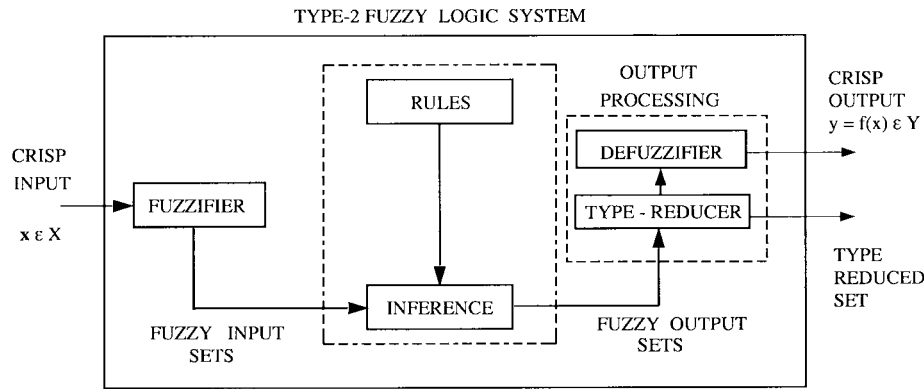 TYPE-2 FUZZY LOGIC SYSTEM
RULES
OUTPUT
PROCESSING
CRISP
OUTPUT
y = f(x) ε Y
DEFUZZIFIER
CRISP
INPUT
FUZZIFIER
TYPE - REDUCER
x ε X
TYPE
REDUCED
SET
INFERENCE
FUZZY INPUT
SETS
FUZZY OUTPUT
SETS